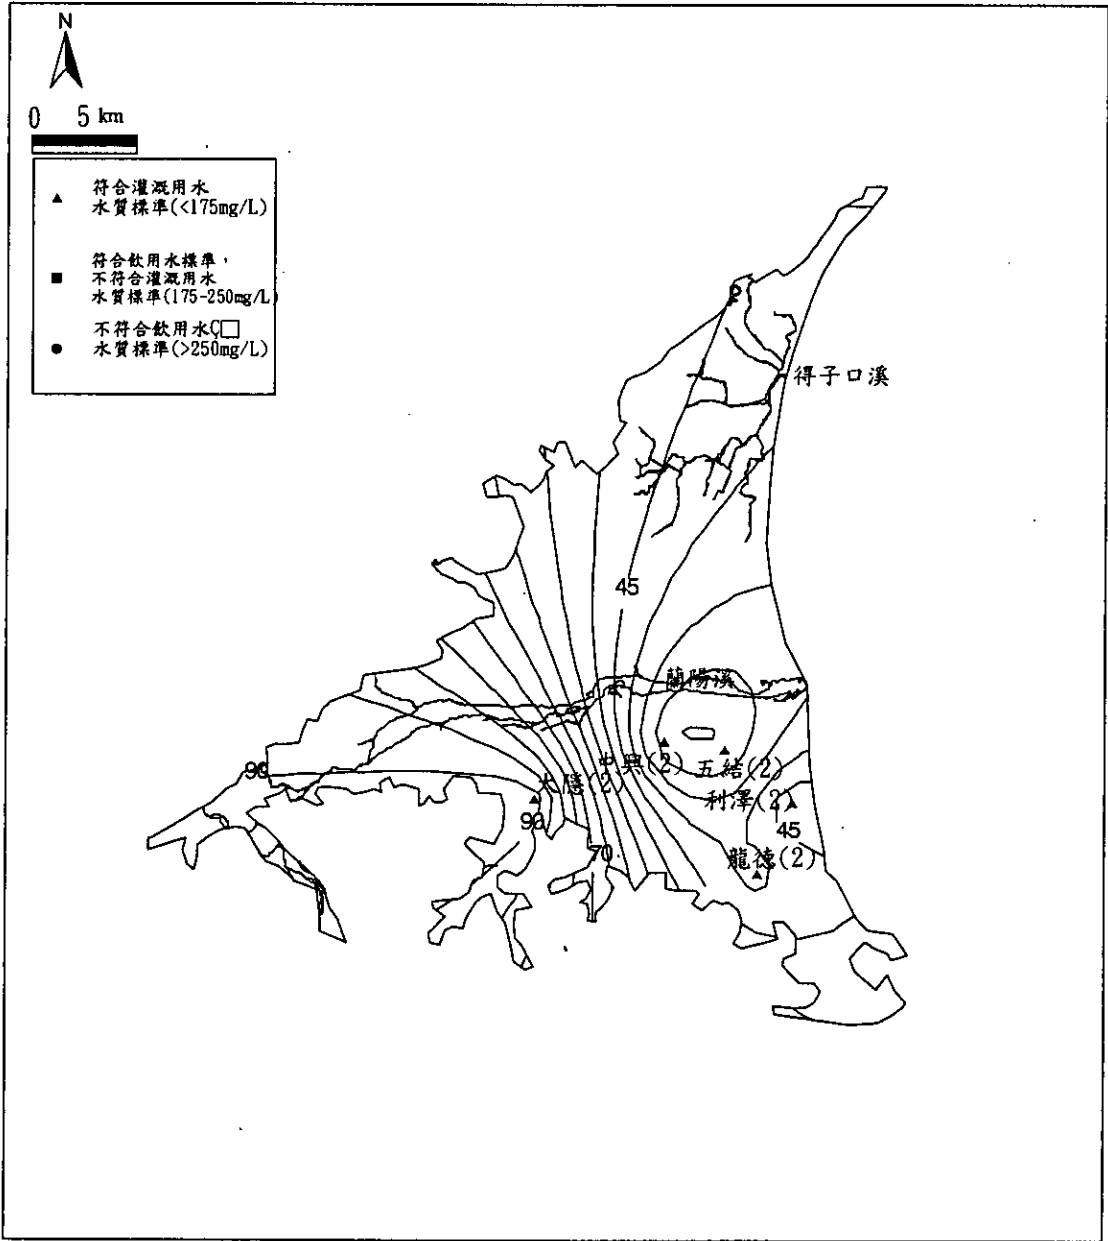 N
0 5 km
符合灌溉用水
水質標準(<175mg/L)
符合飲用水標準，
不符合灌溉用水
水質標準(175-250mg/L)
不符合飲用水Ç□
水質標準(>250mg/L)
得子口溪
45
蘭陽溪
中興(2)
五結(2)
90
大隱(2)
利澤(2)
90
45
70
龍德(2)